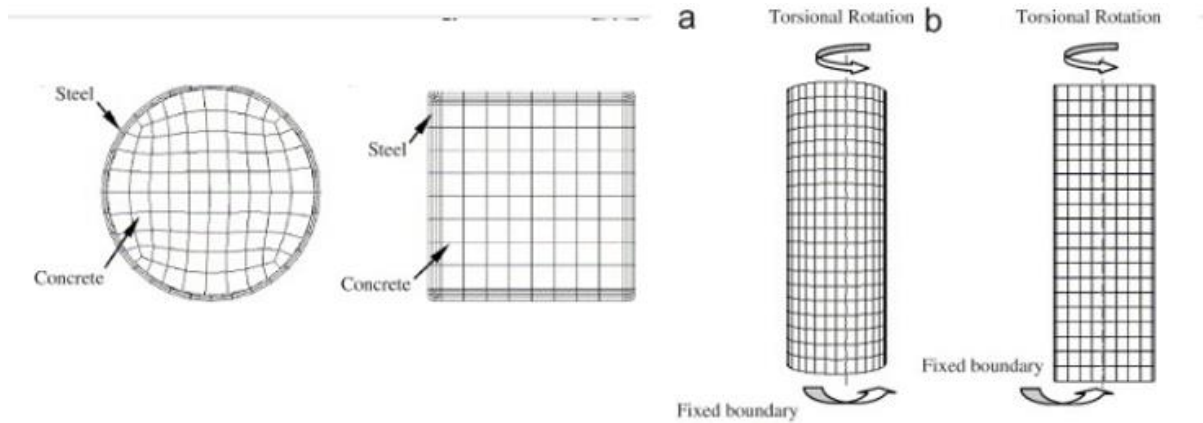 a
Torsional Rotation
b
Torsional Rotation
Steel
Steel
Concrete
Concrete
Fixed boundary
Fixed boundary